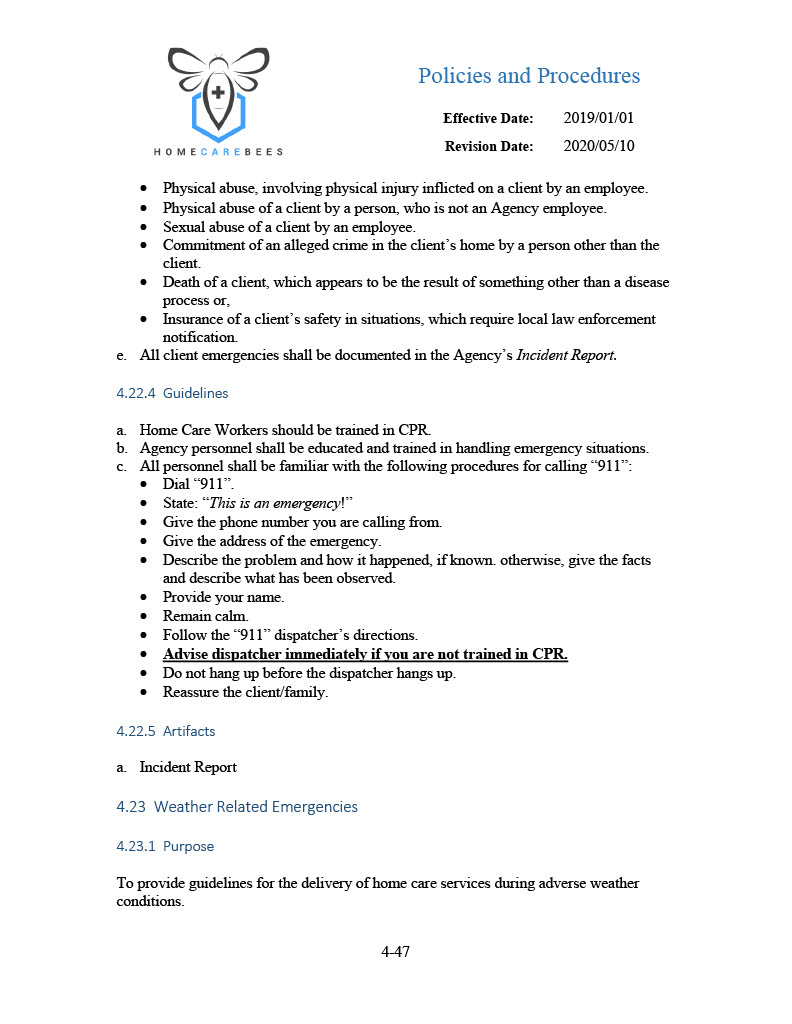 Policies and Procedures
Effective Date: 2019/01/01
Revision Date: 2020/05/10
HOMECAREBEES
• Physical abuse, involving physical injury inflicted on a client by an employee.
• Physical abuse of a client by a person, who is not an Agency employee.
• Sexual abuse of a client by an employee.
• Commitment of an alleged crime in the client’s home by a person other than the
client.
• Death of a client, which appears to be the result of something other than a disease
process or,
• Insurance of a client’s safety in situations, which require local law enforcement
notification.
e. All client emergencies shall be documented in the Agency’s Incident Report.
4.22.4 Guidelines
a. Home Care Workers should be trained in CPR.
b. Agency personnel shall be educated and trained in handling emergency situations.
c. All personnel shall be familiar with the following procedures for calling “911”:
• Dial “911”.
• State: “This is an emergency!”
• Give the phone number you are calling from.
• Give the address of the emergency.
• Describe the problem and how it happened, if known. otherwise, give the facts
and describe what has been observed.
• Provide your name.
• Remain calm.
• Follow the “911” dispatcher’s directions.
• Advise dispatcher immediately if you are not trained in CPR.
• Do not hang up before the dispatcher hangs up.
• Reassure the client/family.
4.22.5 Artifacts
a. Incident Report
4.23 Weather Related Emergencies
4.23.1 Purpose
To provide guidelines for the delivery of home care services during adverse weather
conditions.
4-47